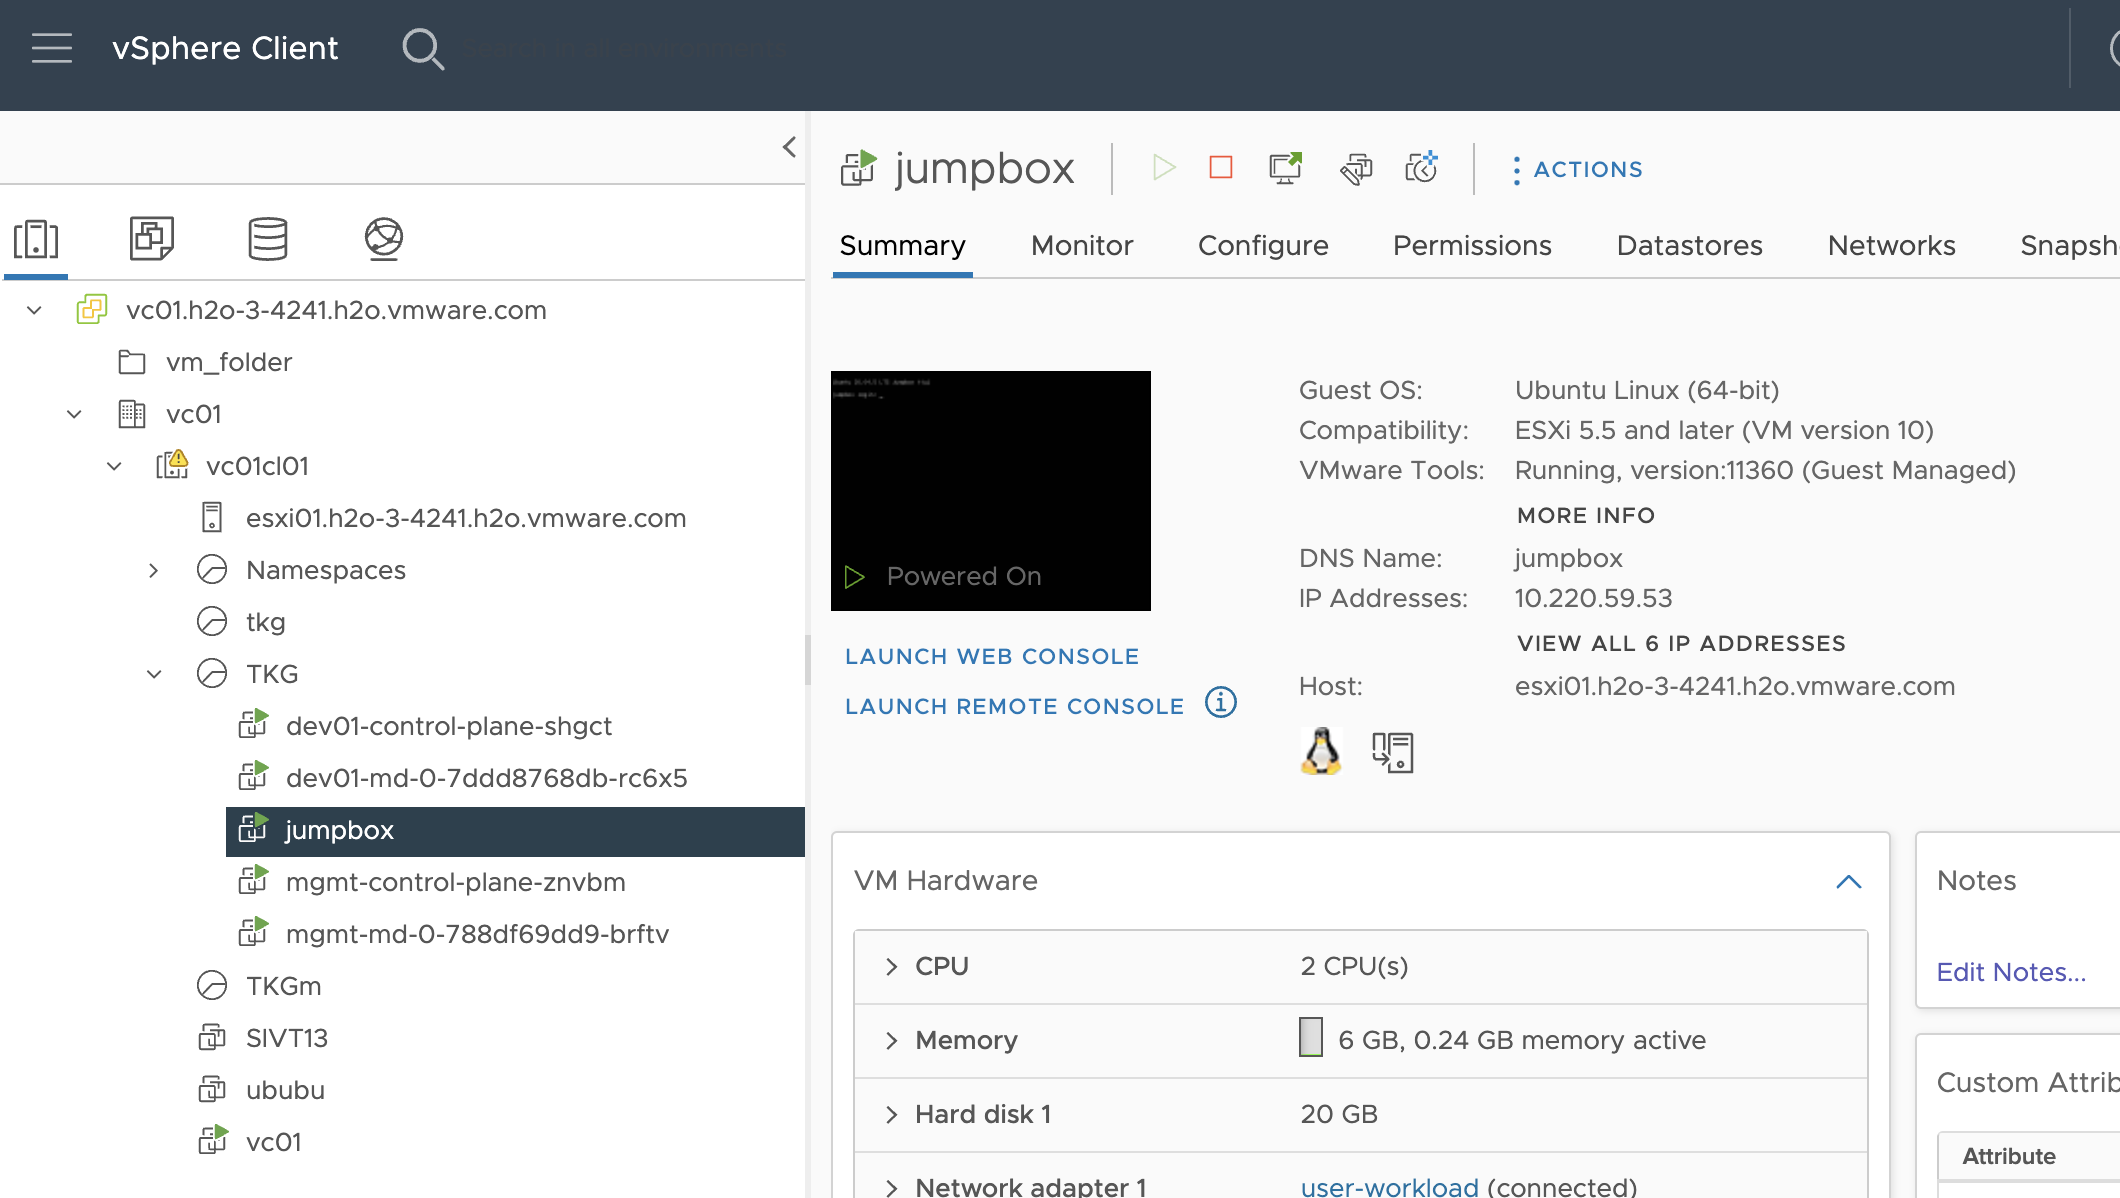 vSphere Client
jumpbox
ACTIONS
Summary Monitor Configure Permissions Datastores Networks Snapsh
vc01.h2o-3-4241.h2o.vmware.com
vm_folder
vc01
vc01cl01
esxi01.h2o-3-4241.h2o.vmware.com
Namespaces
tkg
TKG
dev01-control-plane-shgct
dev01-md-0-7ddd8768db-rc6x5
jumpbox
mgmt-control-plane-znvbm
mgmt-md-0-788df69dd9-brftv
TKGm
SIVT13
ububu
vc01
Powered On
LAUNCH WEB CONSOLE
LAUNCH REMOTE CONSOLE
Guest OS: Ubuntu Linux (64-bit)
Compatibility: ESXi 5.5 and later (VM version 10)
VMware Tools: Running, version:11360 (Guest Managed)
MORE INFO
DNS Name: jumpbox
IP Addresses: 10.220.59.53
VIEW ALL 6 IP ADDRESSES
Host: esxi01.h2o-3-4241.h2o.vmware.com
VM Hardware
CPU 2 CPU(s)
Memory 6 GB, 0.24 GB memory active
Hard disk 1 20 GB
Network adapter 1 user-workload (connected)
Notes
Edit Notes...
Custom Attrib
Attribute